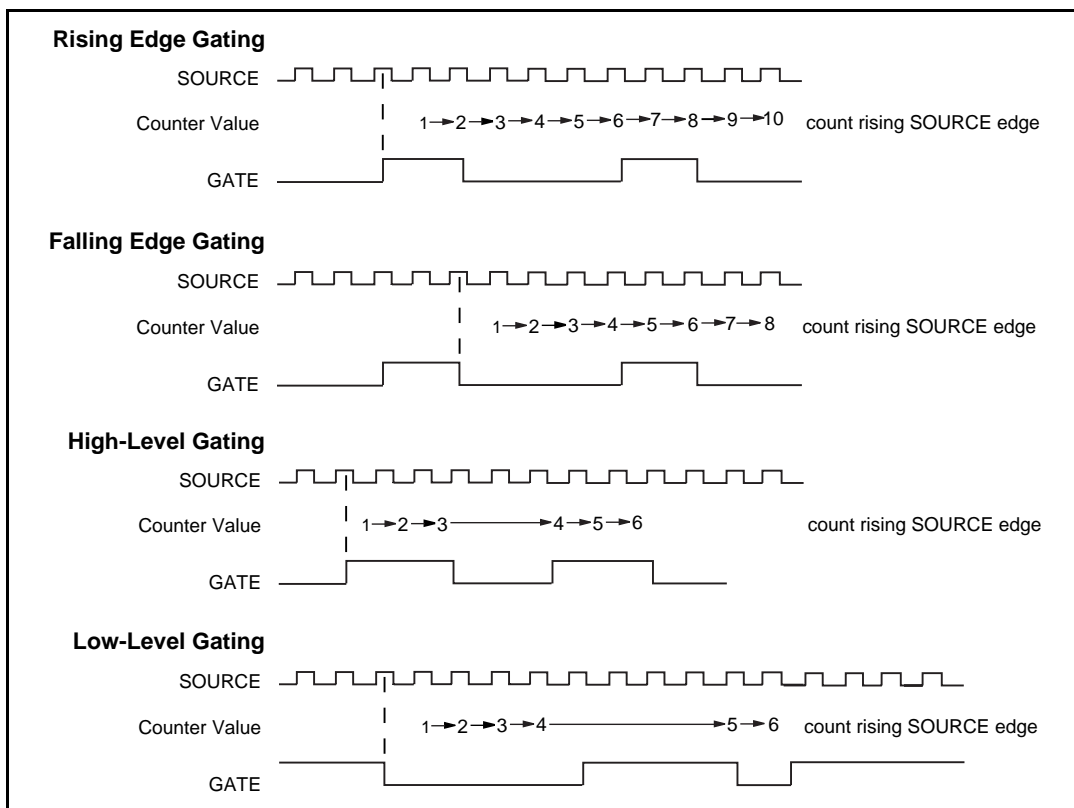 Rising Edge Gating
SOURCE
Counter Value 1 2 3 4 5 6 7 8 9 10 count rising SOURCE edge
GATE
Falling Edge Gating
SOURCE
Counter Value 1 2 3 4 5 6 7 8 count rising SOURCE edge
GATE
High-Level Gating
SOURCE
Counter Value 1 2 3 4 5 6 count rising SOURCE edge
GATE
Low-Level Gating
SOURCE
Counter Value 1 2 3 4 5 6 count rising SOURCE edge
GATE